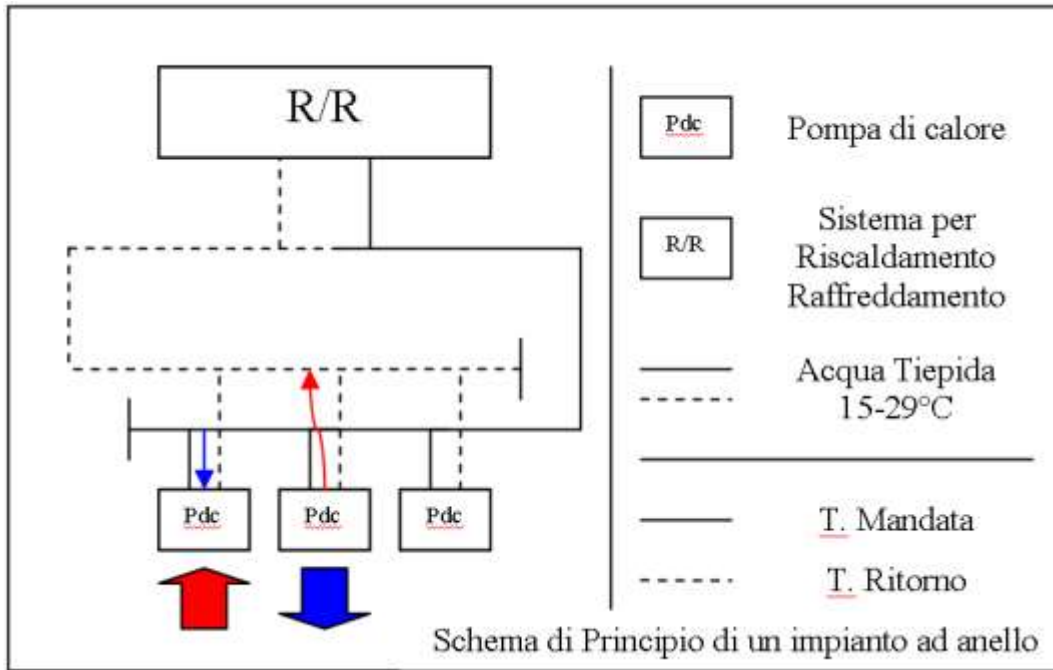 R/R
Pdc
Pompa di calore
R/R
Sistema per
Riscaldamento
Raffreddamento
Acqua Tiepida
15-29°C
Pdc
Pdc
Pdc
T. Mandata
T. Ritorno
Schema di Principio di un impianto ad anello